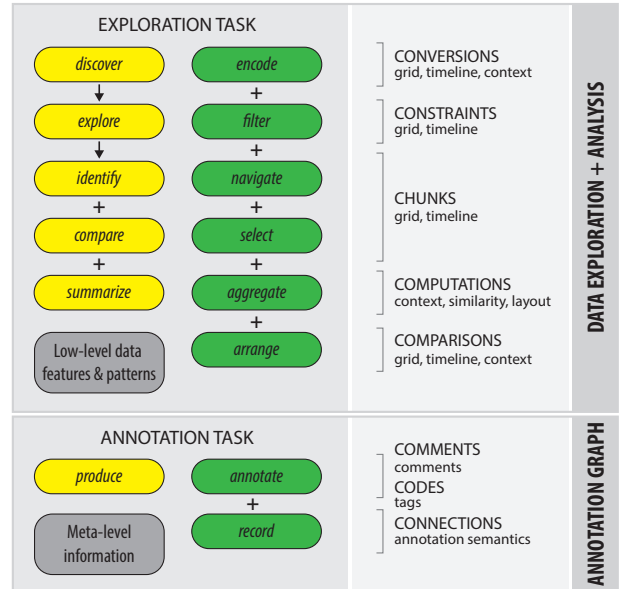 EXPLORATION TASK
discover
explore
identify
+
compare
+
summarize
Low-level data
features & patterns
encode
+
filter
+
navigate
+
select
+
aggregate
+
arrange
CONVERSIONS
grid, timeline, context
CONSTRAINTS
grid, timeline
CHUNKS
grid, timeline
COMPUTATIONS
context, similarity, layout
COMPARISONS
grid, timeline, context
DATA EXPLORATION + ANALYSIS
ANNOTATION TASK
produce
Meta-level
information
annotate
+
record
COMMENTS
comments
CODES
tags
CONNECTIONS
annotation semantics
ANNOTATION GRAPH